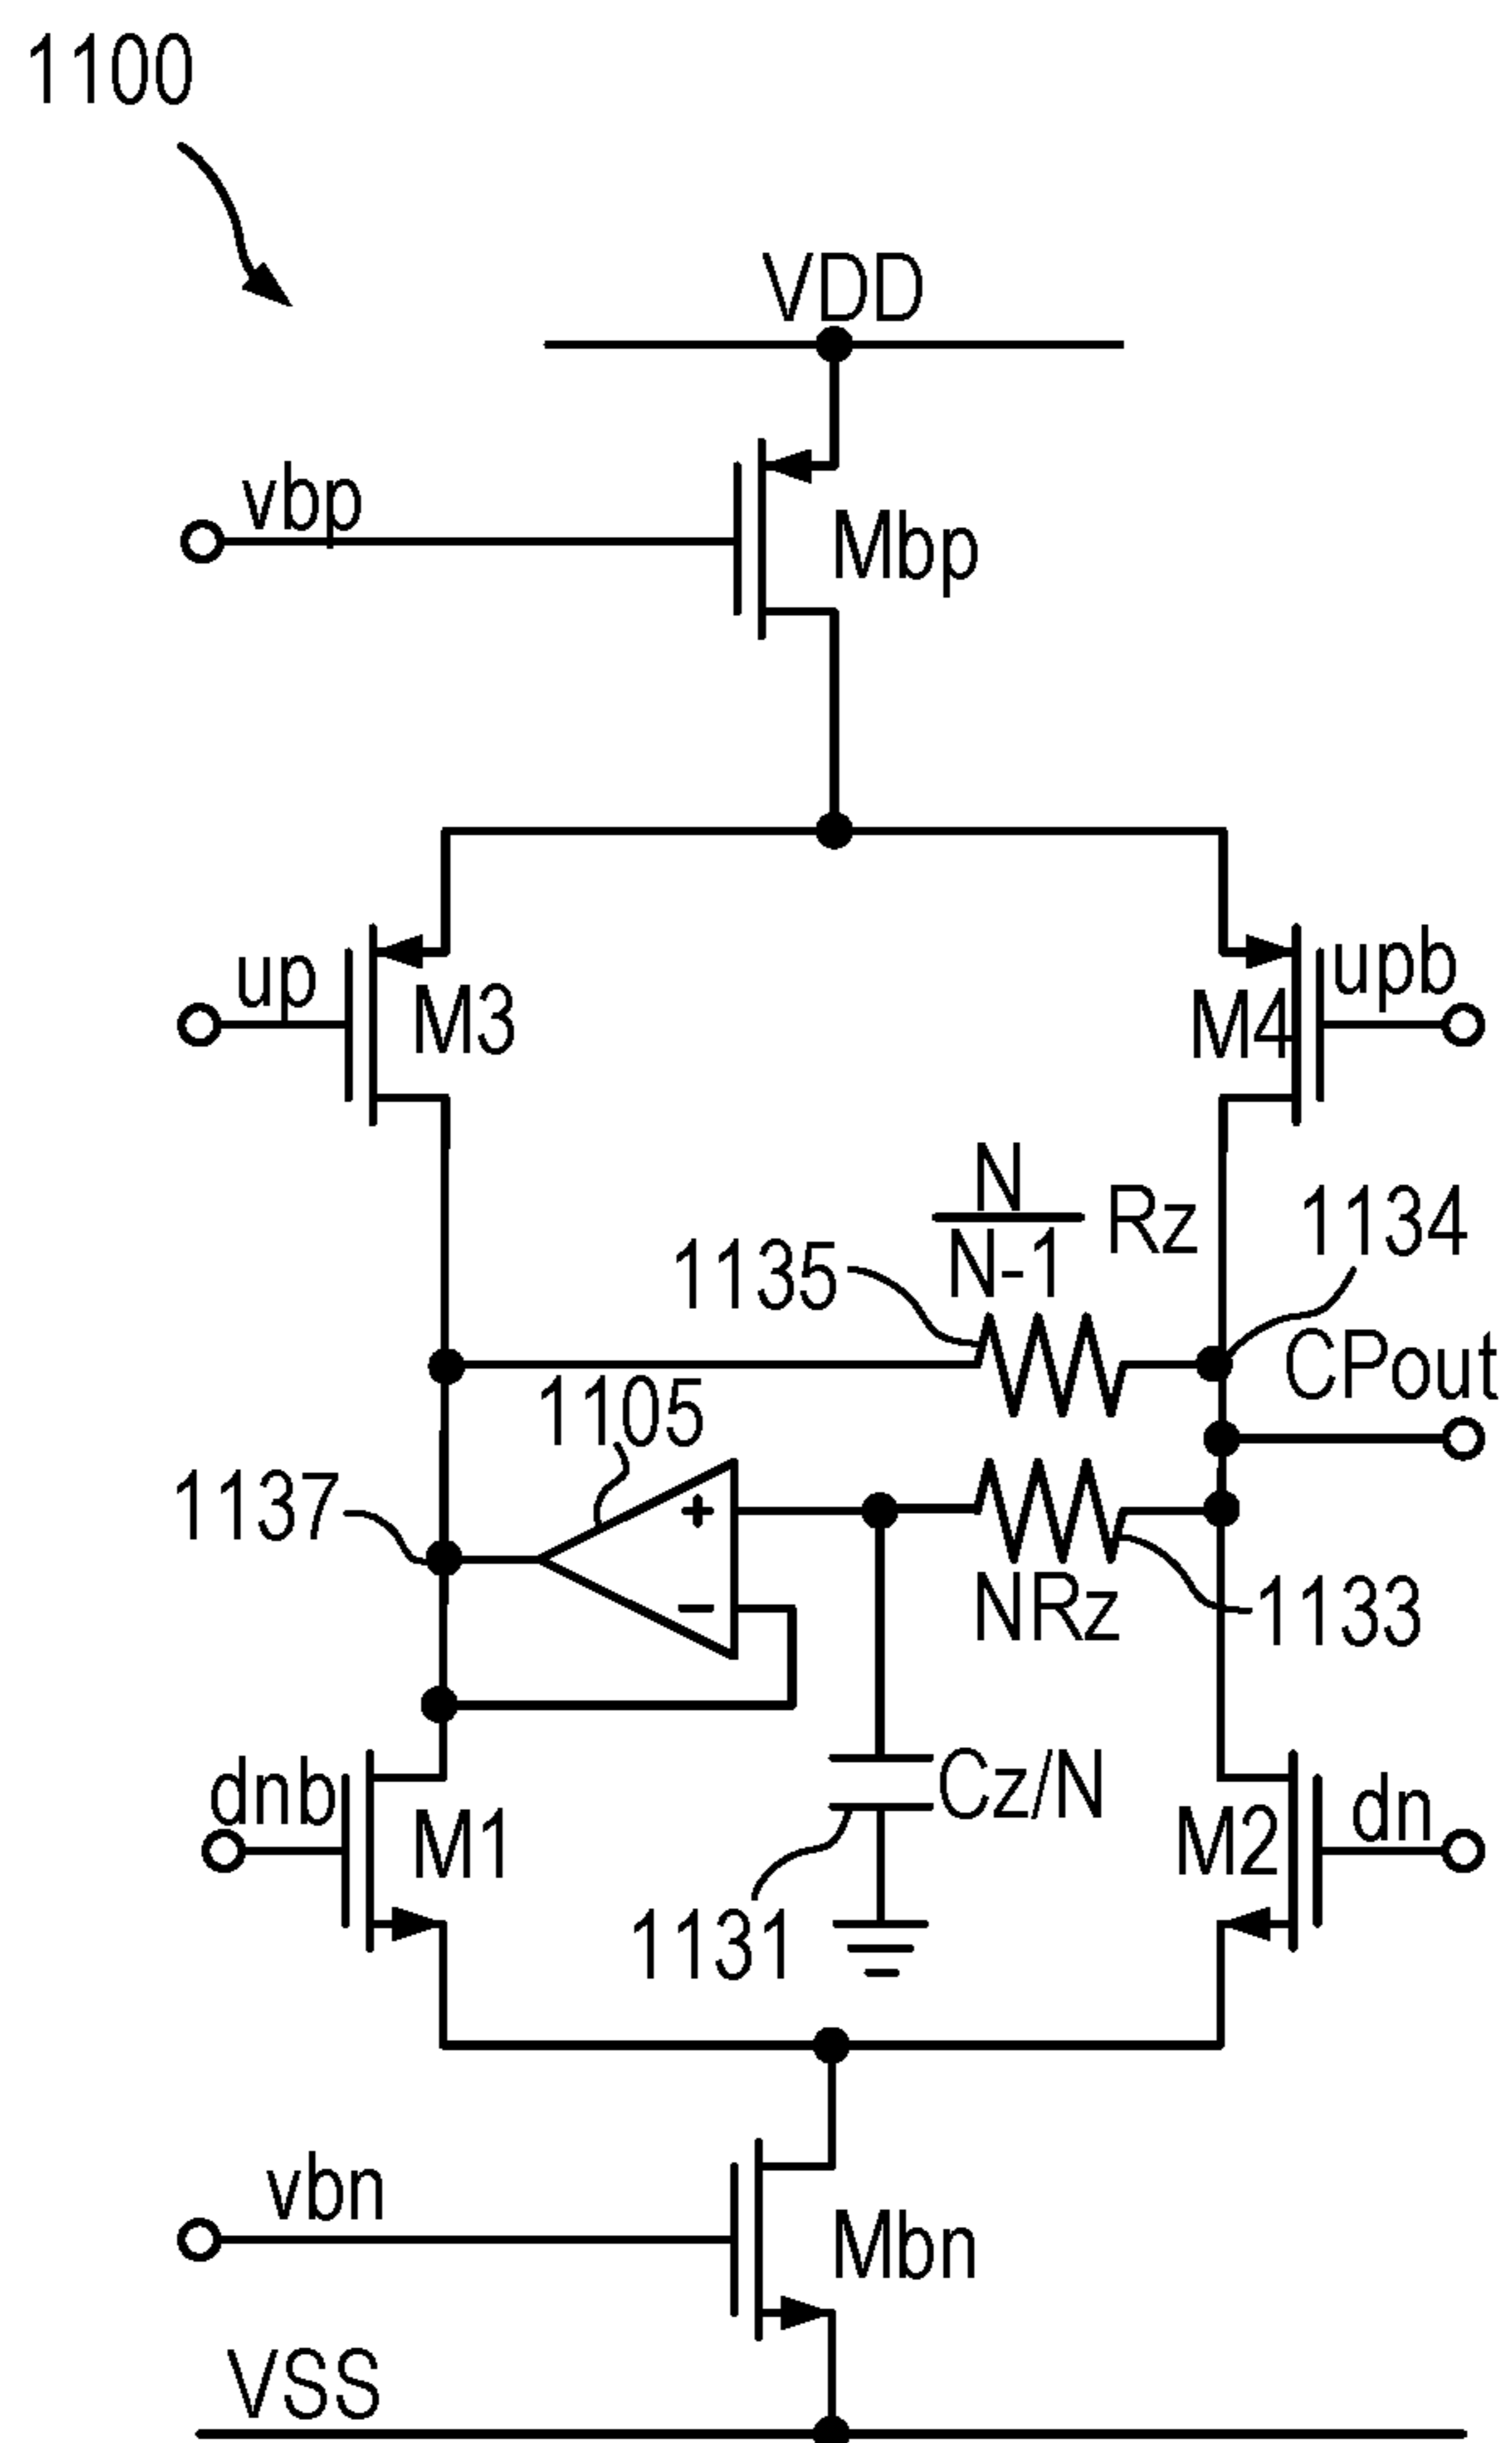 1100
VDD
vbp
Mbp
up
M3
M4
upb
N
N-1
Rz
1134
1135
CPout
1105
+
1137
−
NRz
1133
dnb
M1
Cz/N
M2
dn
1131
vbn
Mbn
VSS